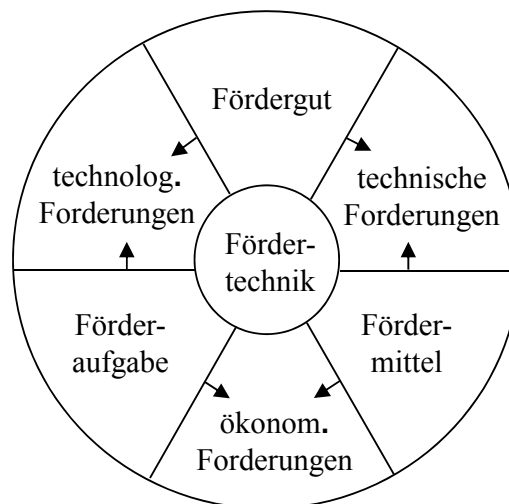 Fördergut
technolog.
Forderungen
technische
Forderungen
Förder-
technik
Förder-
aufgabe
Förder-
mittel
ökonom.
Forderungen